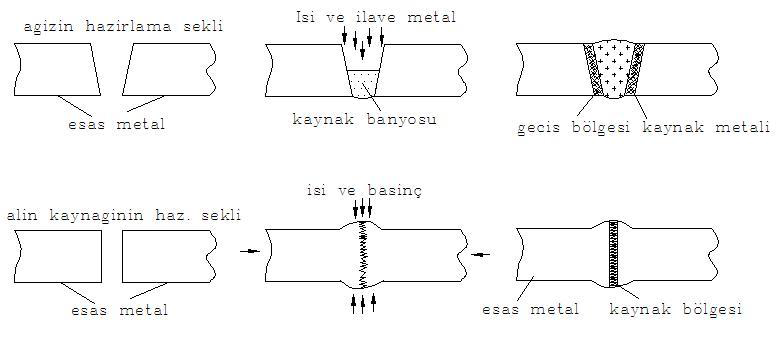 agizin hazirlama sekli
Isi ve ilave metal
esas metal
kaynak banyosu
gecis bölgesi
kaynak metali
isi ve basinç
alin kaynaginin haz. sekli
esas metal
esas metal
kaynak bölgesi